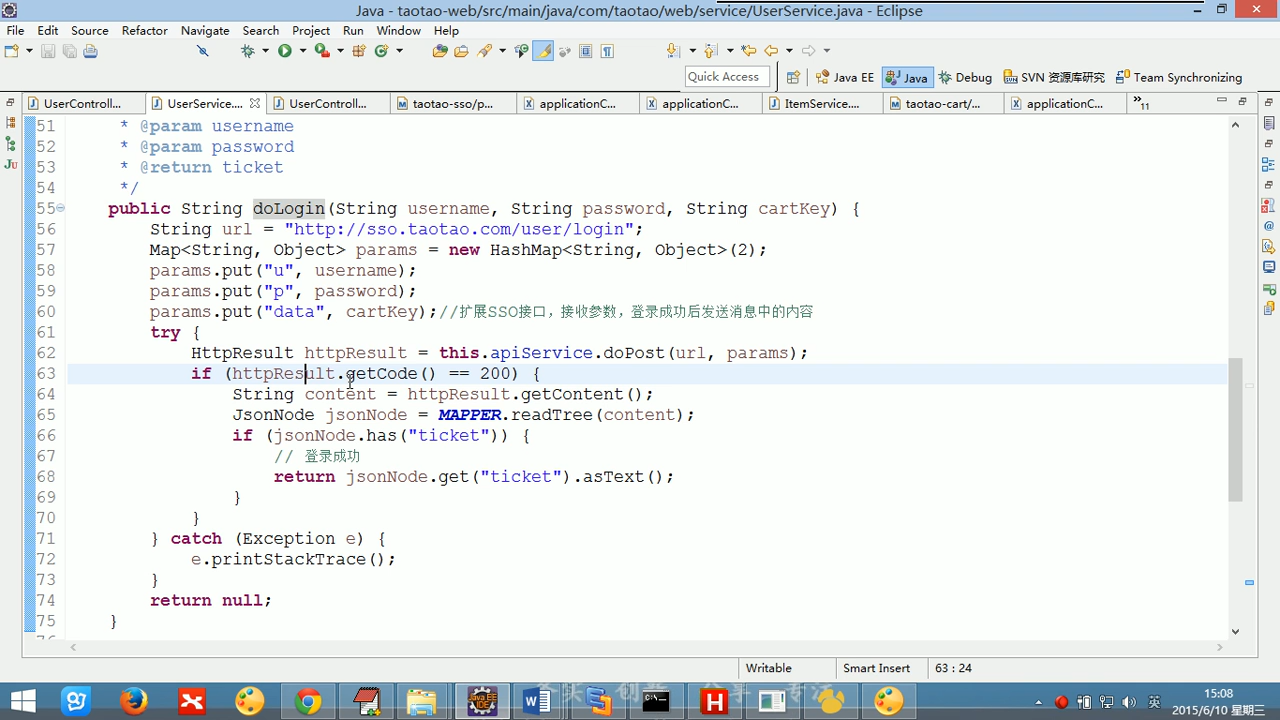 Java - taotao-web/src/main/java/com/taotao/web/service/UserService.java - Eclipse
File Edit Source Refactor Navigate Search Project Run Window Help
Quick Access Java EE Java Debug SVN 资源库研究 Team Synchronizing
UserControll... UserService.... UserControll... taotao-sso/p... applicationC... applicationC... ItemService.... taotao-cart/... applicationC... »11
51 * @param username
52 * @param password
53 * @return ticket
54 */
55 public String doLogin(String username, String password, String cartKey) {
56 String url = "http://sso.taotao.com/user/login";
57 Map<String, Object> params = new HashMap<String, Object>(2);
58 params.put("u", username);
59 params.put("p", password);
60 params.put("data", cartKey);//扩展SSO接口，接收参数，登录成功后发送消息中的内容
61 try {
62 HttpResult httpResult = this.apiService.doPost(url, params);
63 if (httpResult.getCode() == 200) {
64 String content = httpResult.getContent();
65 JsonNode jsonNode = MAPPER.readTree(content);
66 if (jsonNode.has("ticket")) {
67 // 登录成功
68 return jsonNode.get("ticket").asText();
69 }
70 }
71 } catch (Exception e) {
72 e.printStackTrace();
73 }
74 return null;
75 }
Writable Smart Insert 63 : 24
英 15:08
2015/6/10 星期三